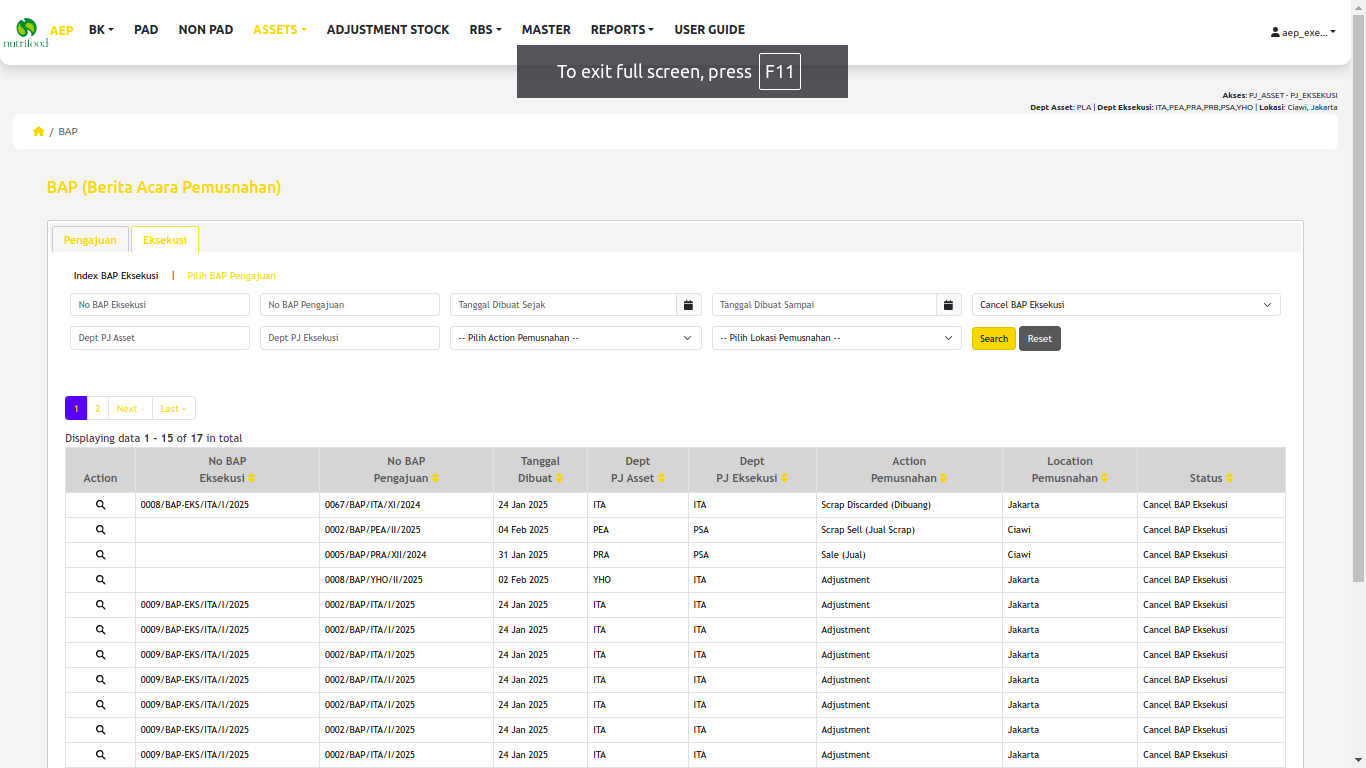 nutrifood AEP BK PAD NON PAD ASSETS ADJUSTMENT STOCK RBS MASTER REPORTS USER GUIDE aep_exe...
To exit full screen, press F11
Akses: PJ_ASSET - PJ_EKSEKUSI
Dept Asset: PLA | Dept Eksekusi: ITA,PEA,PRA,PRB,PSA,YHO | Lokasi: Ciawi, Jakarta
/ BAP
BAP (Berita Acara Pemusnahan)
Pengajuan Eksekusi
Index BAP Eksekusi | Pilih BAP Pengajuan
No BAP Eksekusi No BAP Pengajuan Tanggal Dibuat Sejak Tanggal Dibuat Sampai Cancel BAP Eksekusi
Dept PJ Asset Dept PJ Eksekusi -- Pilih Action Pemusnahan -- -- Pilih Lokasi Pemusnahan -- Search Reset
1 2 Next › Last »
Displaying data 1 - 15 of 17 in total
No BAP No BAP Tanggal Dept Dept Action Location
Action Eksekusi Pengajuan Dibuat PJ Asset PJ Eksekusi Pemusnahan Pemusnahan Status
0008/BAP-EKS/ITA/I/2025 0067/BAP/ITA/XI/2024 24 Jan 2025 ITA ITA Scrap Discarded (Dibuang) Jakarta Cancel BAP Eksekusi
0002/BAP/PEA/II/2025 04 Feb 2025 PEA PSA Scrap Sell (Jual Scrap) Ciawi Cancel BAP Eksekusi
0005/BAP/PRA/XII/2024 31 Jan 2025 PRA PSA Sale (Jual) Ciawi Cancel BAP Eksekusi
0008/BAP/YHO/II/2025 02 Feb 2025 YHO ITA Adjustment Jakarta Cancel BAP Eksekusi
0009/BAP-EKS/ITA/I/2025 0002/BAP/ITA/I/2025 24 Jan 2025 ITA ITA Adjustment Jakarta Cancel BAP Eksekusi
0009/BAP-EKS/ITA/I/2025 0002/BAP/ITA/I/2025 24 Jan 2025 ITA ITA Adjustment Jakarta Cancel BAP Eksekusi
0009/BAP-EKS/ITA/I/2025 0002/BAP/ITA/I/2025 24 Jan 2025 ITA ITA Adjustment Jakarta Cancel BAP Eksekusi
0009/BAP-EKS/ITA/I/2025 0002/BAP/ITA/I/2025 24 Jan 2025 ITA ITA Adjustment Jakarta Cancel BAP Eksekusi
0009/BAP-EKS/ITA/I/2025 0002/BAP/ITA/I/2025 24 Jan 2025 ITA ITA Adjustment Jakarta Cancel BAP Eksekusi
0009/BAP-EKS/ITA/I/2025 0002/BAP/ITA/I/2025 24 Jan 2025 ITA ITA Adjustment Jakarta Cancel BAP Eksekusi
0009/BAP-EKS/ITA/I/2025 0002/BAP/ITA/I/2025 24 Jan 2025 ITA ITA Adjustment Jakarta Cancel BAP Eksekusi